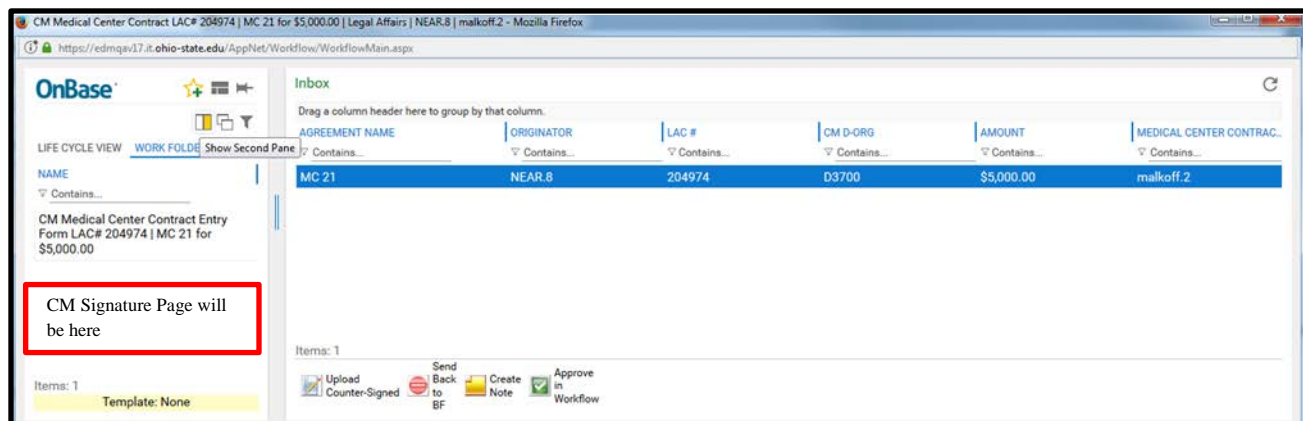 CM Medical Center Contract LAC# 204974 | MC 21 for $5,000.00 | Legal Affairs | NEAR.8 | malkoff.2 - Mozilla Firefox
https://edmqav17.it.ohio-state.edu/AppNet/Workflow/WorkflowMain.aspx
OnBase
LIFE CYCLE VIEW WORK FOLDE
Show Second Pane
NAME
Contains...
CM Medical Center Contract Entry
Form LAC# 204974 | MC 21 for
$5,000.00
CM Signature Page will
be here
Items: 1
Template: None
Inbox
Drag a column header here to group by that column.
AGREEMENT NAME ORIGINATOR LAC # CM D-ORG AMOUNT MEDICAL CENTER CONTRAC..
Contains... Contains... Contains... Contains... Contains... Contains...
MC 21 NEAR.8 204974 D3700 $5,000.00 malkoff.2
Items: 1
Upload
Counter-Signed
Send
Back
to
BF
Create
Note
Approve
in
Workflow